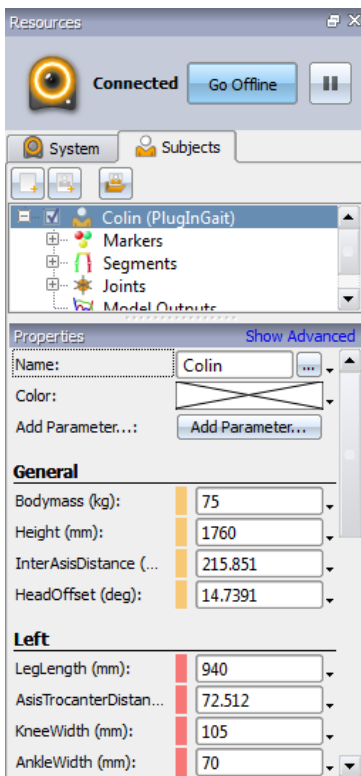 Resources
Connected Go Offline
System Subjects
Colin (PlugInGait)
Markers
Segments
Joints
Model Outputs
Properties Show Advanced
Name: Colin ...
Color:
Add Parameter...: Add Parameter...
General
Bodymass (kg): 75
Height (mm): 1760
InterAsisDistance (... 215.851
HeadOffset (deg): 14.7391
Left
LegLength (mm): 940
AsisTrocanterDistan... 72.512
KneeWidth (mm): 105
AnkleWidth (mm): 70